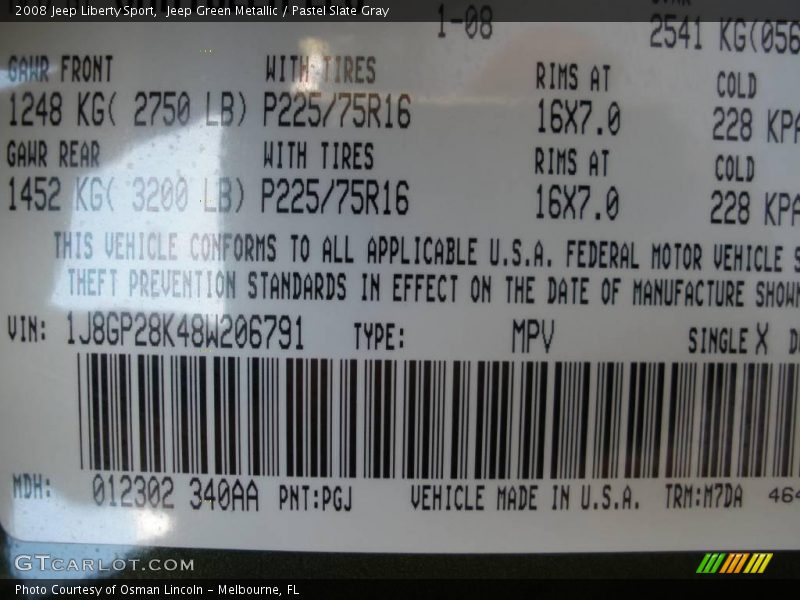 2008 Jeep Liberty Sport,  Jeep Green Metallic / Pastel Slate Gray
1-08
2541 KG(056
GAWR FRONT WITH TIRES RIMS AT COLD
1248 KG( 2750 LB) P225/75R16 16X7.0 228 KPA
GAWR REAR WITH TIRES RIMS AT COLD
1452 KG( 3200 LB) P225/75R16 16X7.0 228 KPA
THIS VEHICLE CONFORMS TO ALL APPLICABLE U.S.A. FEDERAL MOTOR VEHICLE S
THEFT PREVENTION STANDARDS IN EFFECT ON THE DATE OF MANUFACTURE SHOWN
VIN: 1J8GP28K48W206791 TYPE: MPV SINGLE X D
MDH: 012302 340AA PNT:PGJ VEHICLE MADE IN U.S.A. TRM:M7DA 464
GTCARLOT.COM
Photo Courtesy of Osman Lincoln - Melbourne, FL